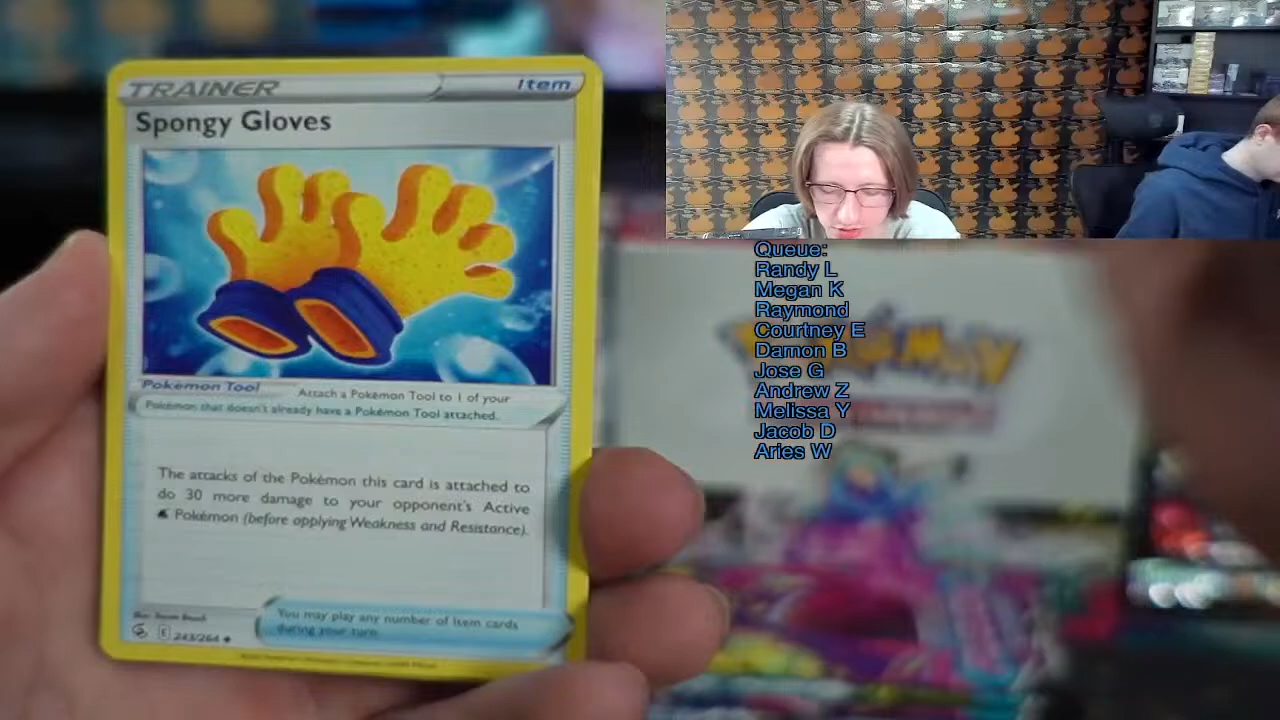 TRAINER
Item
Spongy Gloves
Pokémon Tool
Attach a Pokémon Tool to 1 of your
Pokémon that doesn't already have a Pokémon Tool attached.
The attacks of the Pokémon this card is attached to
do 30 more damage to your opponent's Active
Pokémon (before applying Weakness and Resistance).
You may play any number of Item cards
during your turn.
E 243/264
Queue:
Randy L
Megan K
Raymond
Courtney E
Damon B
Jose G
Andrew Z
Melissa Y
Jacob D
Aries W
Pokémon